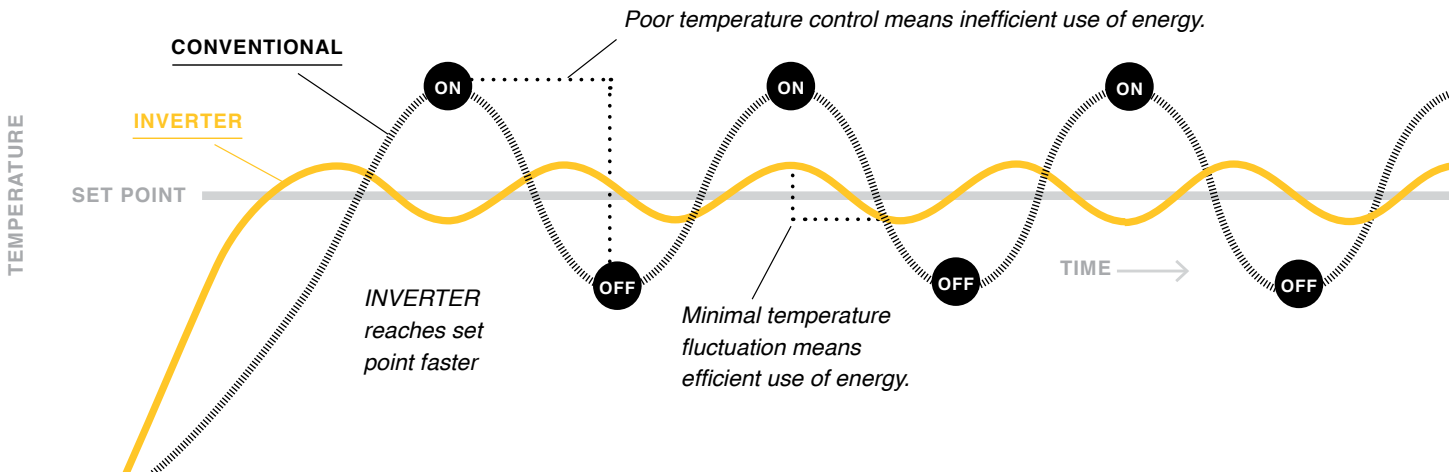 Poor temperature control means inefficient use of energy.
CONVENTIONAL
ON
ON
ON
INVERTER
TEMPERATURE
SET POINT
TIME
OFF
OFF
OFF
INVERTER
reaches set
point faster
Minimal temperature
fluctuation means
efficient use of energy.